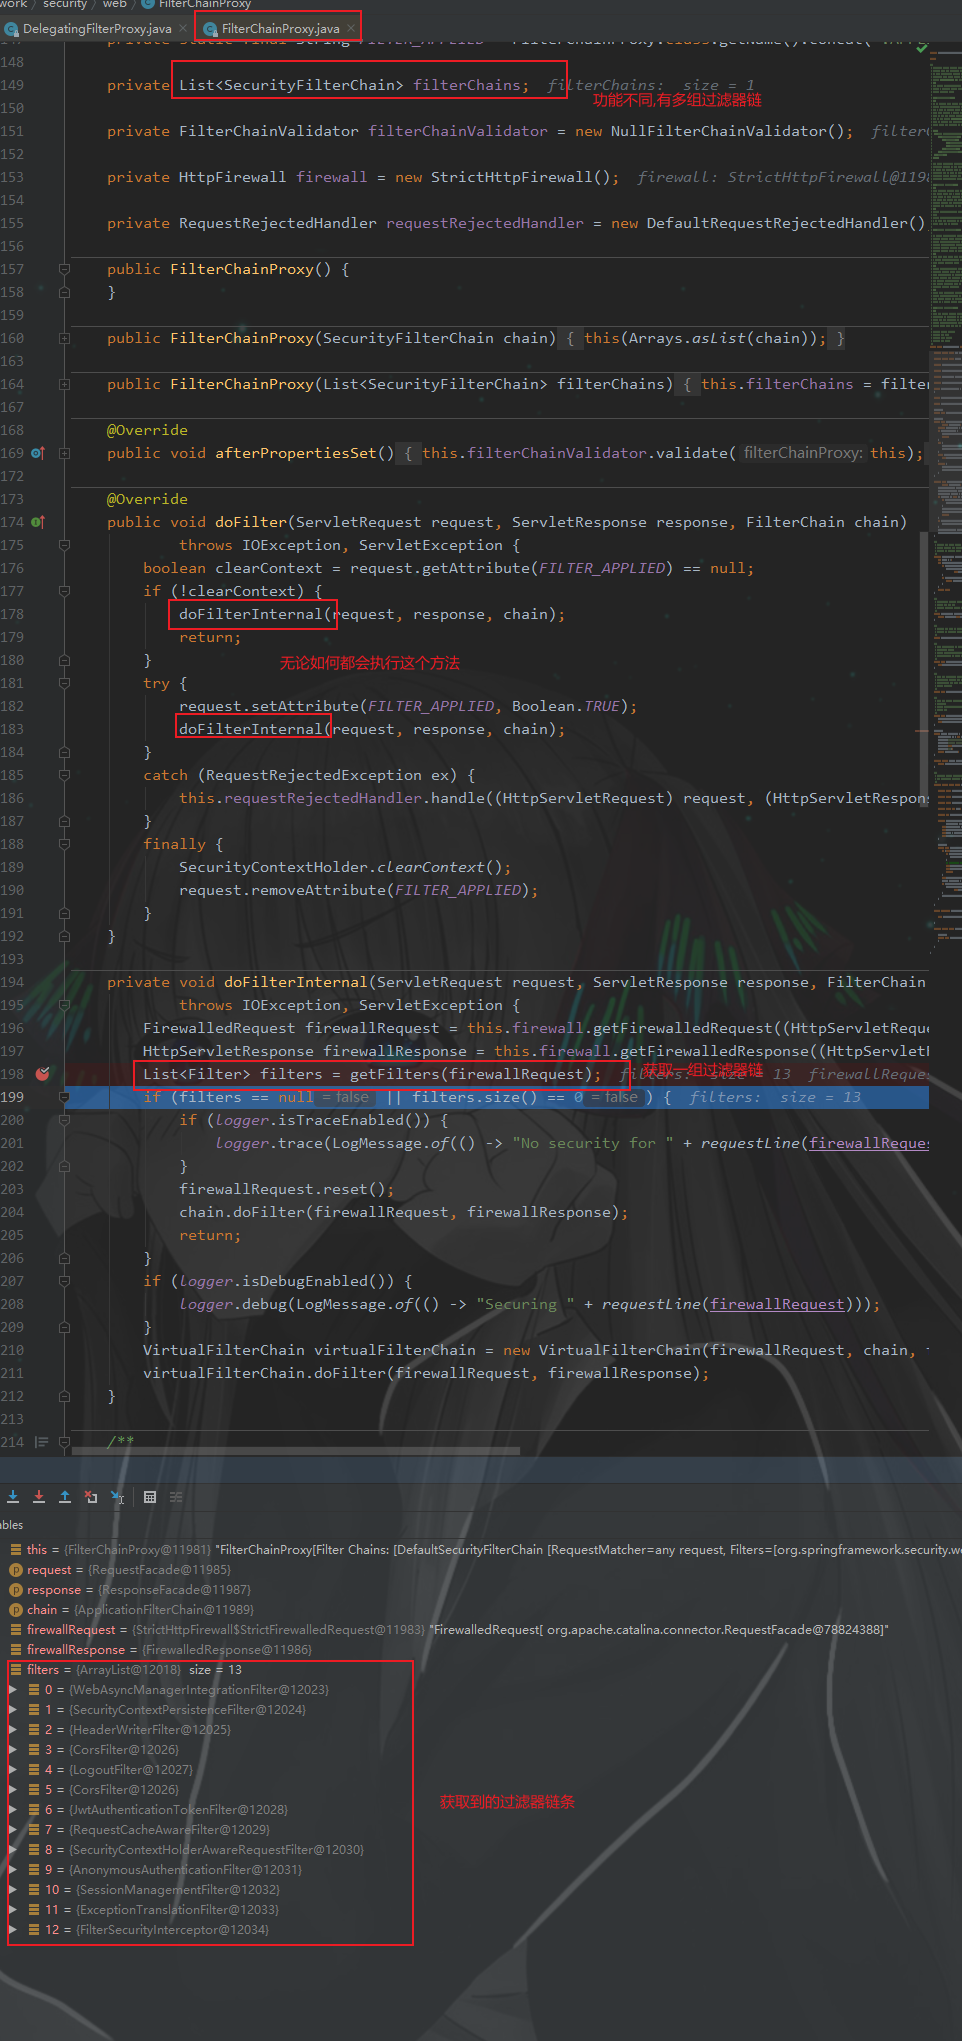 work › security › web › FilterChainProxy
DelegatingFilterProxy.java × FilterChainProxy.java ×
148
149 private List<SecurityFilterChain> filterChains; filterChains: size = 1
功能不同,有多组过滤器链
150
151 private FilterChainValidator filterChainValidator = new NullFilterChainValidator();
152
153 private HttpFirewall firewall = new StrictHttpFirewall(); firewall: StrictHttpFirewall@119
154
155 private RequestRejectedHandler requestRejectedHandler = new DefaultRequestRejectedHandler()
156
157 public FilterChainProxy() {
158 }
159
160 public FilterChainProxy(SecurityFilterChain chain) { this(Arrays.asList(chain)); }
163
164 public FilterChainProxy(List<SecurityFilterChain> filterChains) { this.filterChains = filter
167
168 @Override
169 public void afterPropertiesSet() { this.filterChainValidator.validate( filterChainProxy: this);
172
173 @Override
174 public void doFilter(ServletRequest request, ServletResponse response, FilterChain chain)
175 throws IOException, ServletException {
176 boolean clearContext = request.getAttribute(FILTER_APPLIED) == null;
177 if (!clearContext) {
178 doFilterInternal(request, response, chain);
179 return;
180 }
无论如何都会执行这个方法
181 try {
182 request.setAttribute(FILTER_APPLIED, Boolean.TRUE);
183 doFilterInternal(request, response, chain);
184 }
185 catch (RequestRejectedException ex) {
186 this.requestRejectedHandler.handle((HttpServletRequest) request, (HttpServletRespon
187 }
188 finally {
189 SecurityContextHolder.clearContext();
190 request.removeAttribute(FILTER_APPLIED);
191 }
192 }
193
194 private void doFilterInternal(ServletRequest request, ServletResponse response, FilterChain
195 throws IOException, ServletException {
196 FirewalledRequest firewallRequest = this.firewall.getFirewalledRequest((HttpServletReque
197 HttpServletResponse firewallResponse = this.firewall.getFirewalledResponse((HttpServletR
198 List<Filter> filters = getFilters(firewallRequest); filters: size = 13 firewallReques
获取一组过滤器链
199 if (filters == null = false || filters.size() == 0 = false ) { filters: size = 13
200 if (logger.isTraceEnabled()) {
201 logger.trace(LogMessage.of(() -> "No security for " + requestLine(firewallReques
202 }
203 firewallRequest.reset();
204 chain.doFilter(firewallRequest, firewallResponse);
205 return;
206 }
207 if (logger.isDebugEnabled()) {
208 logger.debug(LogMessage.of(() -> "Securing " + requestLine(firewallRequest)));
209 }
210 VirtualFilterChain virtualFilterChain = new VirtualFilterChain(firewallRequest, chain,
211 virtualFilterChain.doFilter(firewallRequest, firewallResponse);
212 }
213
214 /**
ables
this = {FilterChainProxy@11981} "FilterChainProxy[Filter Chains: [DefaultSecurityFilterChain [RequestMatcher=any request, Filters=[org.springframework.security.we
request = {RequestFacade@11985}
response = {ResponseFacade@11987}
chain = {ApplicationFilterChain@11989}
firewallRequest = {StrictHttpFirewall$StrictFirewalledRequest@11983} "FirewalledRequest[ org.apache.catalina.connector.RequestFacade@78824388]"
firewallResponse = {FirewalledResponse@11986}
filters = {ArrayList@12018} size = 13
0 = {WebAsyncManagerIntegrationFilter@12023}
1 = {SecurityContextPersistenceFilter@12024}
2 = {HeaderWriterFilter@12025}
3 = {CorsFilter@12026}
4 = {LogoutFilter@12027}
5 = {CorsFilter@12026}
6 = {JwtAuthenticationTokenFilter@12028}
获取到的过滤器链条
7 = {RequestCacheAwareFilter@12029}
8 = {SecurityContextHolderAwareRequestFilter@12030}
9 = {AnonymousAuthenticationFilter@12031}
10 = {SessionManagementFilter@12032}
11 = {ExceptionTranslationFilter@12033}
12 = {FilterSecurityInterceptor@12034}